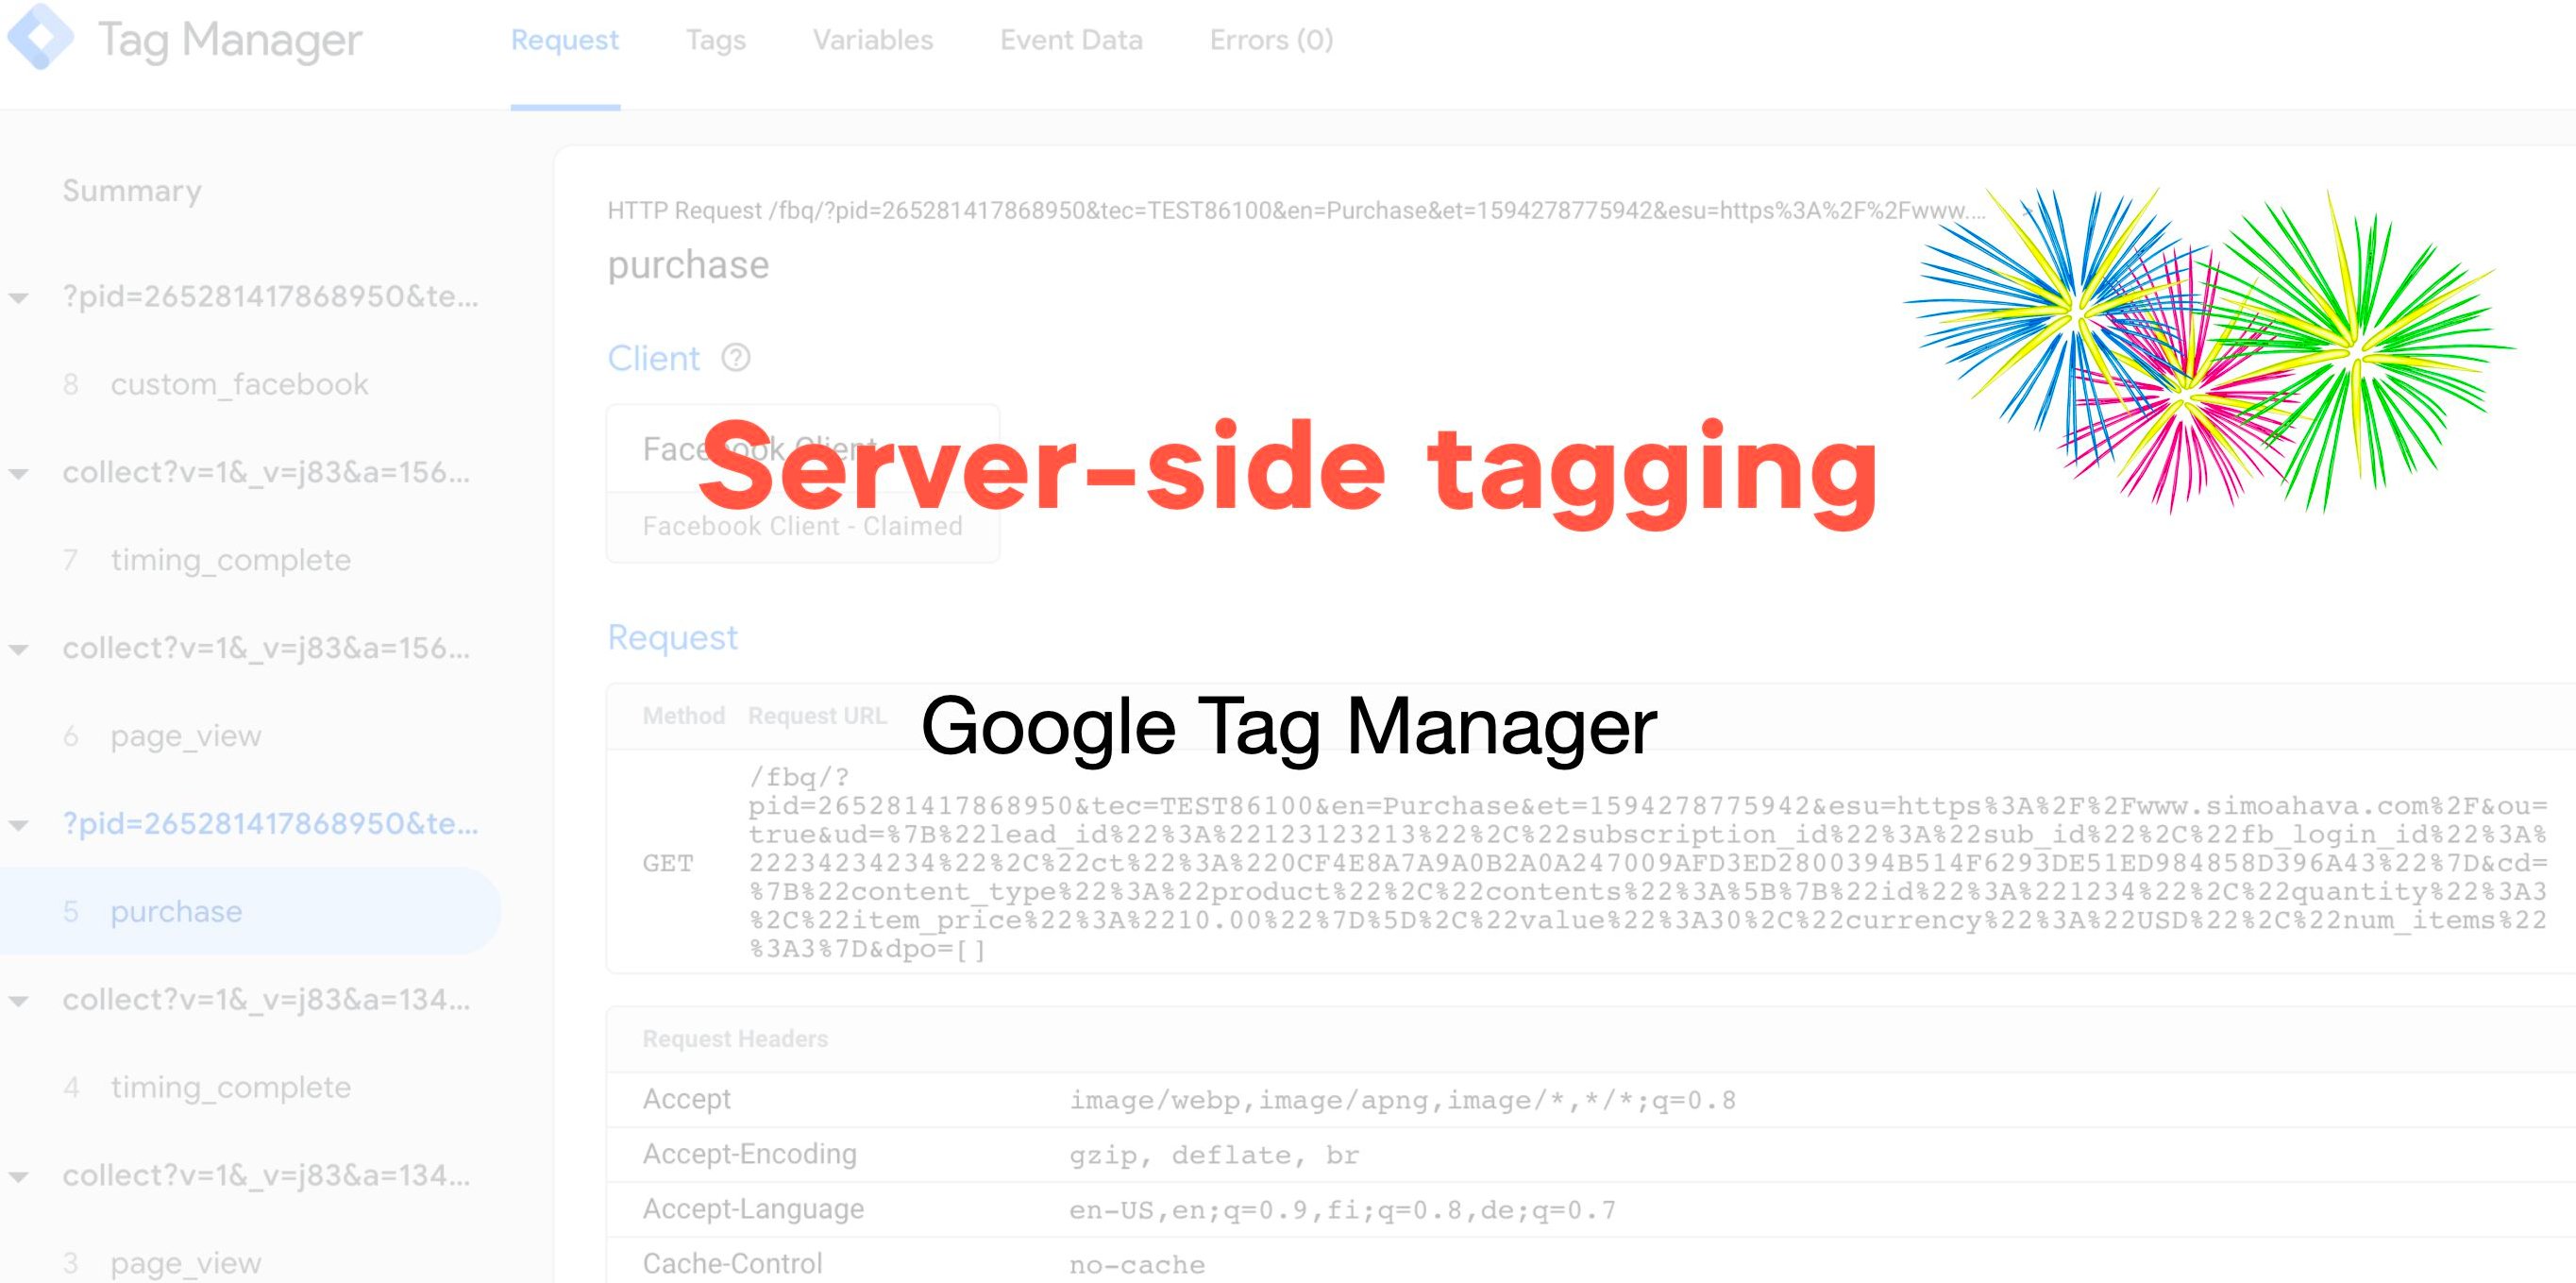 Tag Manager
Request Tags Variables Event Data Errors (0)
Summary
?pid=265281417868950&te...
8 custom_facebook
collect?v=1&_v=j83&a=156...
7 timing_complete
collect?v=1&_v=j83&a=156...
6 page_view
?pid=265281417868950&te...
5 purchase
collect?v=1&_v=j83&a=134...
4 timing_complete
collect?v=1&_v=j83&a=134...
3 page_view
HTTP Request /fbq/?pid=265281417868950&tec=TEST86100&en=Purchase&et=1594278775942&esu=https%3A%2F%2Fwww....
purchase
Client
Facebook Client
Server-side tagging
Facebook Client - Claimed
Request
Method Request URL
Google Tag Manager
/fbq/?
pid=265281417868950&tec=TEST86100&en=Purchase&et=1594278775942&esu=https%3A%2F%2Fwww.simoahava.com%2F&ou=
true&ud=%7B%22lead_id%22%3A%22123123213%22%2C%22subscription_id%22%3A%22sub_id%22%2C%22fb_login_id%22%3A%
GET
22234234234%22%2C%22ct%22%3A%220CF4E8A7A9A0B2A0A247009AFD3ED2800394B514F6293DE51ED984858D396A43%22%7D&cd=
%7B%22content_type%22%3A%22product%22%2C%22contents%22%3A%5B%7B%22id%22%3A%221234%22%2C%22quantity%22%3A3
%2C%22item_price%22%3A%2210.00%22%7D%5D%2C%22value%22%3A30%2C%22currency%22%3A%22USD%22%2C%22num_items%22
%3A3%7D&dpo=[]
Request Headers
Accept image/webp,image/apng,image/*,*/*;q=0.8
Accept-Encoding gzip, deflate, br
Accept-Language en-US,en;q=0.9,fi;q=0.8,de;q=0.7
Cache-Control no-cache